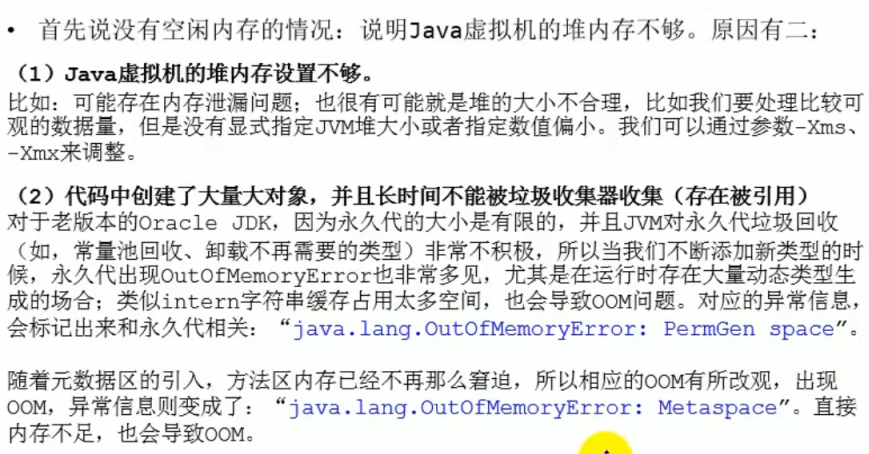 • 首先说没有空闲内存的情况：说明Java虚拟机的堆内存不够。原因有二：
（1）Java虚拟机的堆内存设置不够。
比如：可能存在内存泄漏问题；也很有可能就是堆的大小不合理，比如我们要处理比较可
观的数据量，但是没有显式指定JVM堆大小或者指定数值偏小。我们可以通过参数-Xms、
-Xmx来调整。
（2）代码中创建了大量大对象，并且长时间不能被垃圾收集器收集（存在被引用）
对于老版本的Oracle JDK，因为永久代的大小是有限的，并且JVM对永久代垃圾回收
（如，常量池回收、卸载不再需要的类型）非常不积极，所以当我们不断添加新类型的时
候，永久代出现OutOfMemoryError也非常多见，尤其是在运行时存在大量动态类型生
成的场合；类似intern字符串缓存占用太多空间，也会导致OOM问题。对应的异常信息，
会标记出来和永久代相关：“java.lang.OutOfMemoryError: PermGen space”。
随着元数据区的引入，方法区内存已经不再那么窘迫，所以相应的OOM有所改观，出现
OOM，异常信息则变成了：“java.lang.OutOfMemoryError: Metaspace”。直接
内存不足，也会导致OOM。